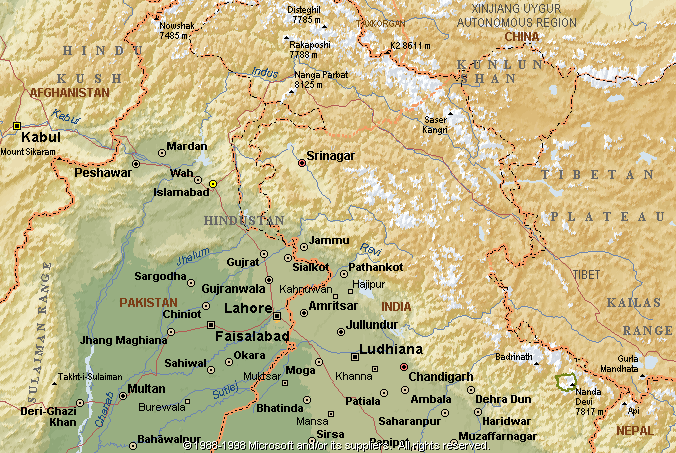 Disteghil
7785 m
XINJIANG UYGUR
AUTONOMOUS REGION
CHINA
Nowshak
7485 m
TAXKORGAN
Rakaposhi
7788 m
K2 8611 m
HINDU
KUSH
KUNLUN
SHAN
Indus
Nanga Parbat
8125 m
AFGHANISTAN
Kabul
Kabul
Saser
Kangri
Mount Sikaram
Mardan
Peshawar
Srinagar
Wah
Islamabad
TIBETAN
PLATEAU
HINDUSTAN
Jammu
Ravi
Jhelum
Gujrat
Sialkot
Pathankot
TIBET
SULAIMAN RANGE
Sargodha
Gujranwala
Kahnuwan
Hajipur
PAKISTAN
Chiniot
Lahore
Amritsar
INDIA
KAILAS
RANGE
Faisalabad
Jullundur
Jhang Maghiana
Okara
Ludhiana
Badrinath
Gurla
Mandhata
Sahiwal
Moga
Khanna
Takht-i-Sulaiman
Muktsar
Chandigarh
Multan
Sutlej
Nanda
Devi
7817 m
Chenab
Burewala
Patiala
Ambala
Dehra Dun
Api
Deri-Ghazi
Khan
Bhatinda
Mansa
Saharanpur
Haridwar
NEPAL
Bahāwalpur
Sirsa
Panipat
Muzaffarnagar
© 1988-1998 Microsoft and/or its suppliers. All rights reserved.